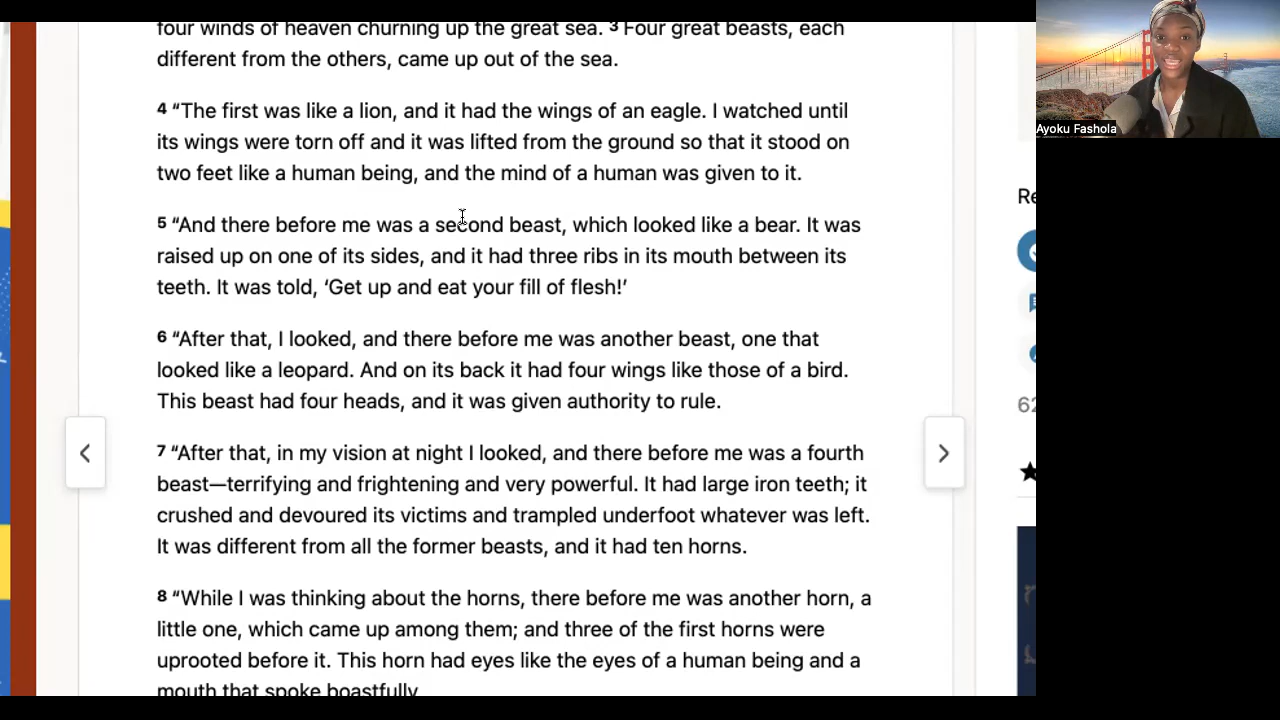 four winds of heaven churning up the great sea. 3 Four great beasts, each
different from the others, came up out of the sea.
4 “The first was like a lion, and it had the wings of an eagle. I watched until
its wings were torn off and it was lifted from the ground so that it stood on
two feet like a human being, and the mind of a human was given to it.
5 “And there before me was a second beast, which looked like a bear. It was
raised up on one of its sides, and it had three ribs in its mouth between its
teeth. It was told, ‘Get up and eat your fill of flesh!’
6 “After that, I looked, and there before me was another beast, one that
looked like a leopard. And on its back it had four wings like those of a bird.
This beast had four heads, and it was given authority to rule.
7 “After that, in my vision at night I looked, and there before me was a fourth
beast—terrifying and frightening and very powerful. It had large iron teeth; it
crushed and devoured its victims and trampled underfoot whatever was left.
It was different from all the former beasts, and it had ten horns.
8 “While I was thinking about the horns, there before me was another horn, a
little one, which came up among them; and three of the first horns were
uprooted before it. This horn had eyes like the eyes of a human being and a
mouth that spoke boastfully
Ayoku Fashola